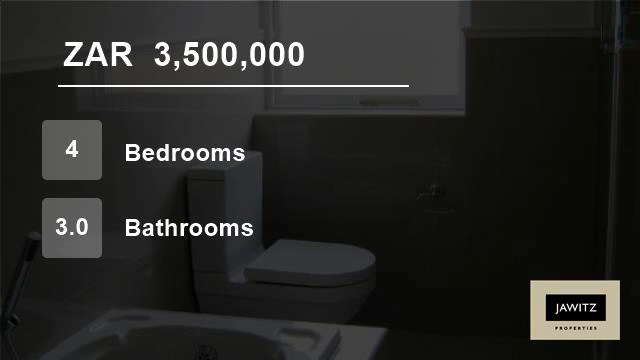 ZAR 3,500,000
4 Bedrooms
3.0 Bathrooms
JAWITZ
PROPERTIES